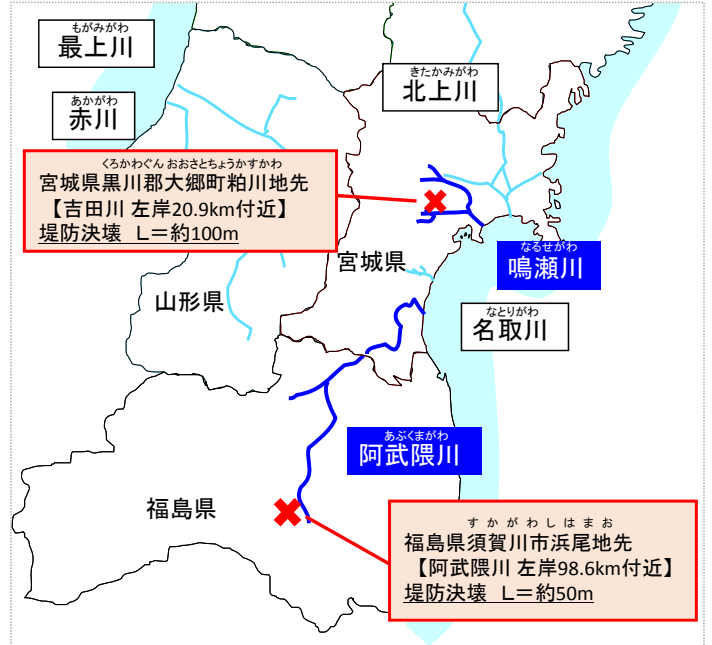 もがみがわ
最上川
きたかみがわ
北上川
あかがわ
赤川
くろかわぐん おおさとちょうかすかわ
宮城県黒川郡大郷町粕川地先
【吉田川 左岸20.9km付近】
堤防決壊 L＝約100m
宮城県
なるせがわ
鳴瀬川
山形県
なとりがわ
名取川
あぶくまがわ
阿武隈川
福島県
すかがわしはまお
福島県須賀川市浜尾地先
【阿武隈川 左岸98.6km付近】
堤防決壊 L＝約50m